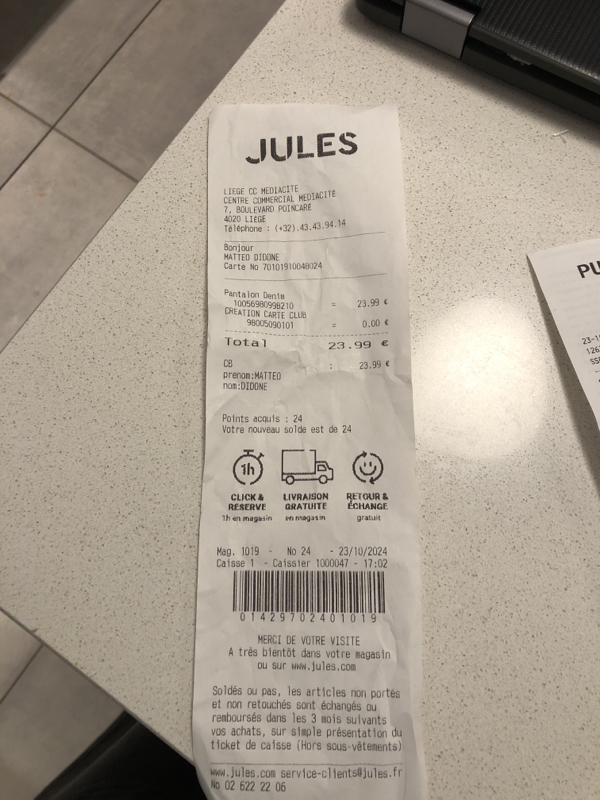 JULES
LIEGE CC MEDIACITE
CENTRE COMMERCIAL MEDIACITE
7, BOULEVARD POINCARE
4020 LIEGE
Téléphone : (+32).43.43.94.14
Bonjour
MATTEO DIDONE
Carte No 70101910048024
Pantalon Denim
10056980998210 = 23.99 €
CREATION CARTE CLUB
98005090101 = 0.00 €
Total 23.99 €
CB : 23.99 €
prenom:MATTEO
nom:DIDONE
Points acquis : 24
Votre nouveau solde est de 24
1h
CLICK & RÉSERVE
1h en magasin
LIVRAISON GRATUITE
en magasin
RETOUR & ÉCHANGE
gratuit
Mag. 1019 - No 24 - 23/10/2024
Caisse 1 - Caissier 1000047 - 17:02
01429702401019
MERCI DE VOTRE VISITE
A très bientôt dans votre magasin
ou sur www.jules.com
Soldés ou pas, les articles non portés
et non retouchés sont échangés ou
remboursés dans les 3 mois suivants
vos achats, sur simple présentation du
ticket de caisse (Hors sous-vêtements)
www.jules.com service-clients@jules.fr
No 02 622 22 06
PU